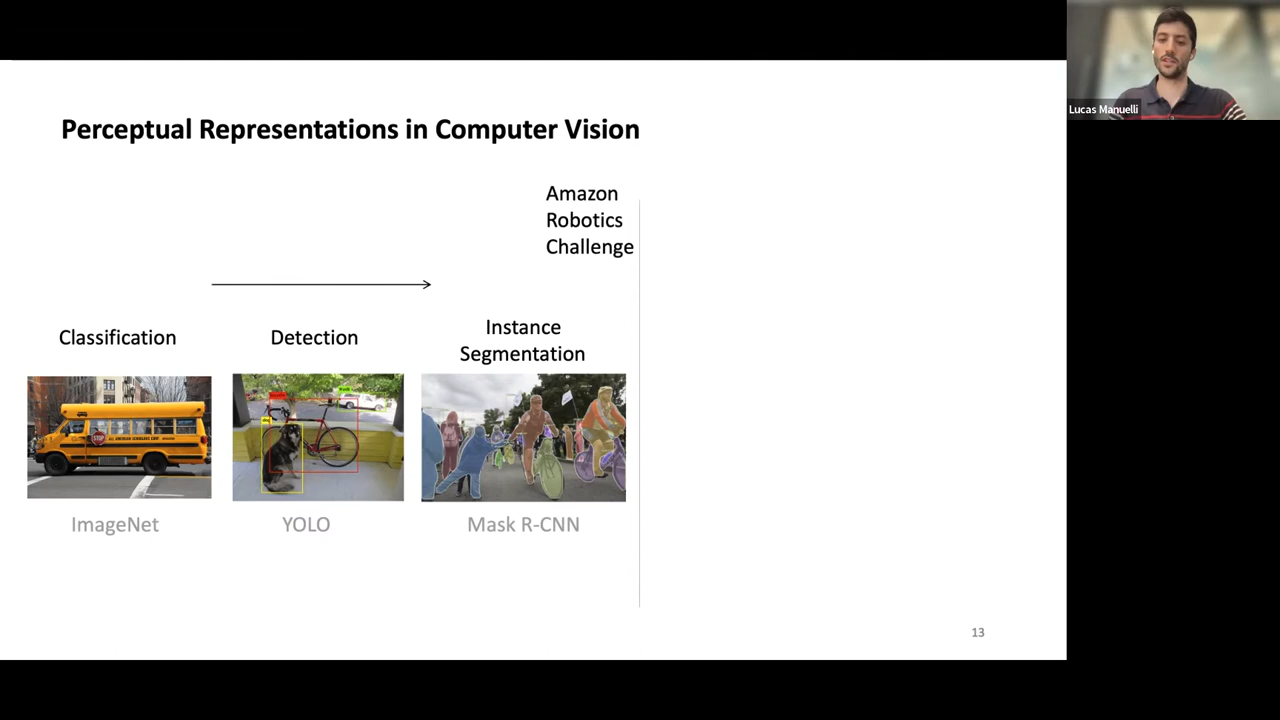 Lucas Manuelli
Perceptual Representations in Computer Vision
Amazon
Robotics
Challenge
Classification
Detection
Instance
Segmentation
STOP
ImageNet
YOLO
Mask R-CNN
13